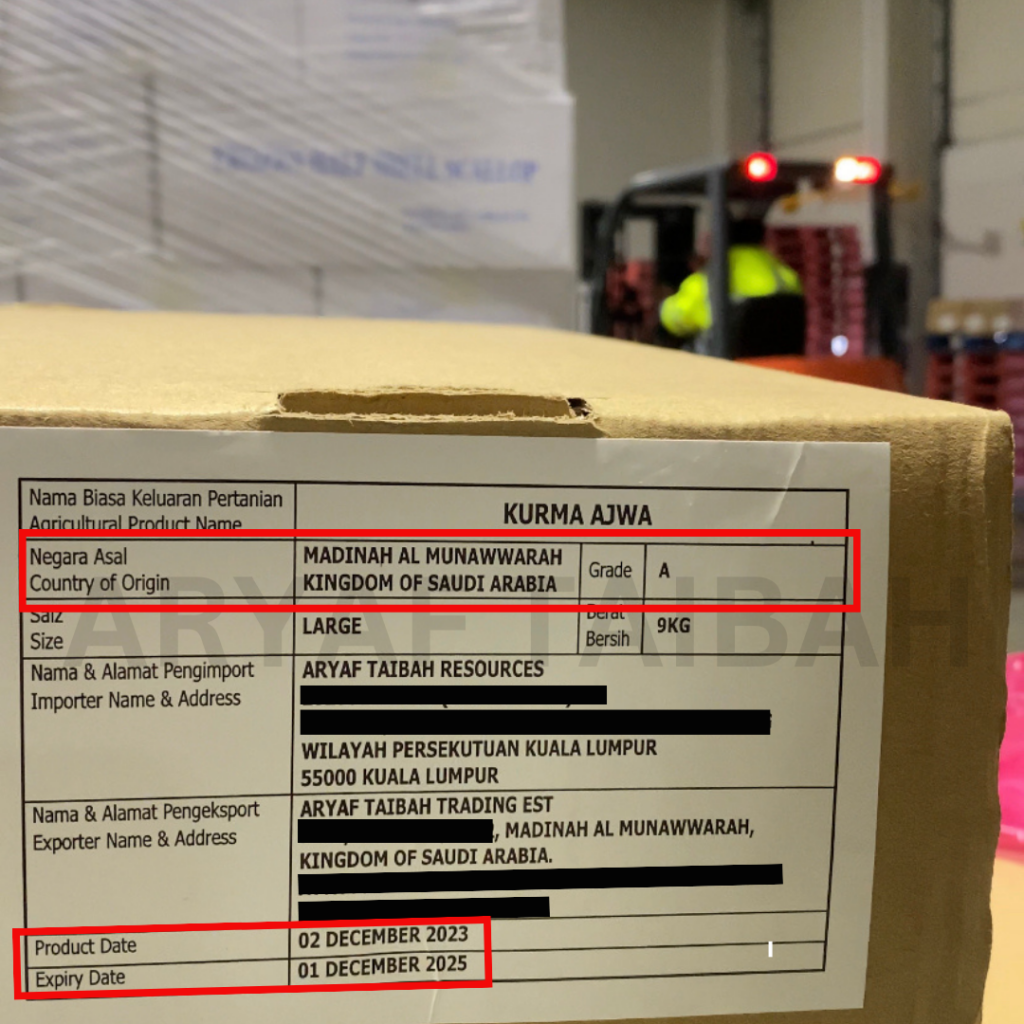 Nama Biasa Keluaran Pertanian
Agricultural Product Name
KURMA AJWA
Negara Asal
Country of Origin
MADINAH AL MUNAWWARAH
KINGDOM OF SAUDI ARABIA
Grade
A
Saiz
Size
LARGE
Berat
Bersih
9KG
ARYAF TAIBAH
Nama & Alamat Pengimport
Importer Name & Address
ARYAF TAIBAH RESOURCES
WILAYAH PERSEKUTUAN KUALA LUMPUR
55000 KUALA LUMPUR
Nama & Alamat Pengeksport
Exporter Name & Address
ARYAF TAIBAH TRADING EST
, MADINAH AL MUNAWWARAH,
KINGDOM OF SAUDI ARABIA.
Product Date
02 DECEMBER 2023
Expiry Date
01 DECEMBER 2025